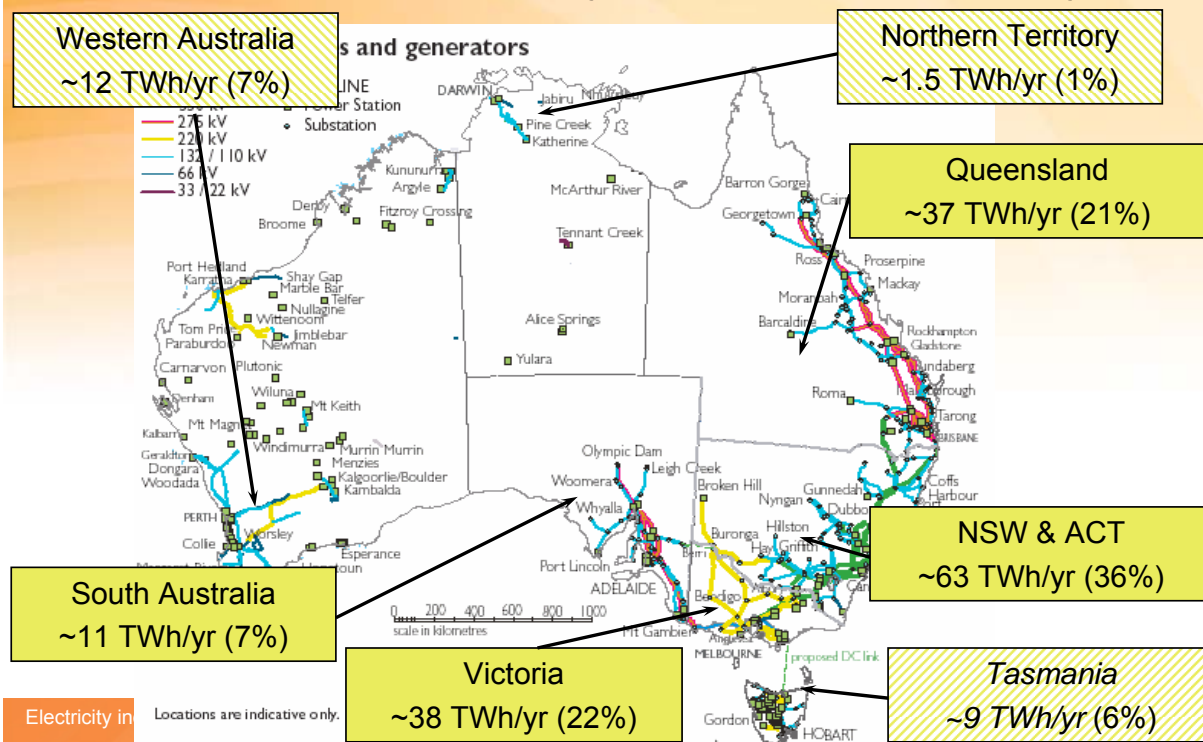 Western Australia
~12 TWh/yr (7%)
s and generators
Northern Territory
~1.5 TWh/yr (1%)
LINE
Power Station
Substation
275 kV
220 kV
132 / 110 kV
66 kV
33 / 22 kV
DARWIN
Jabiru
Pine Creek
Katherine
Kununurra
Argyle
McArthur River
Derby
Broome
Fitzroy Crossing
Tennant Creek
Queensland
~37 TWh/yr (21%)
Barron Gorge
Georgetown
Ross
Proserpine
Mackay
Moranbah
Barcaldine
Rockhampton
Gladstone
Roma
Tarong
BRISBANE
Port Hedland
Karratha
Shay Gap
Marble Bar
Telfer
Nullagine
Wittenoom
Tom Price
Jimblebar
Paraburdoo
Newman
Alice Springs
Yulara
Carnarvon
Plutonic
Denham
Wiluna
Mt Keith
Mt Magnet
Kalbarri
Windimurra
Murrin Murrin
Geraldton
Menzies
Dongara
Kalgoorlie/Boulder
Woodada
Kambalda
PERTH
Worsley
Collie
Esperance
Olympic Dam
Leigh Creek
Woomera
Whyalla
Broken Hill
Port Lincoln
ADELAIDE
Berri
Buronga
Nyngan
Gunnedah
Coffs
Harbour
Dubbo
Hillston
Hay
Griffith
Bendigo
Mt Gambier
MELBOURNE
NSW & ACT
~63 TWh/yr (36%)
South Australia
~11 TWh/yr (7%)
0 200 400 600 800 1000
scale in kilometres
Victoria
~38 TWh/yr (22%)
proposed DC link
Tasmania
~9 TWh/yr (6%)
Gordon
HOBART
Electricity in
Locations are indicative only.